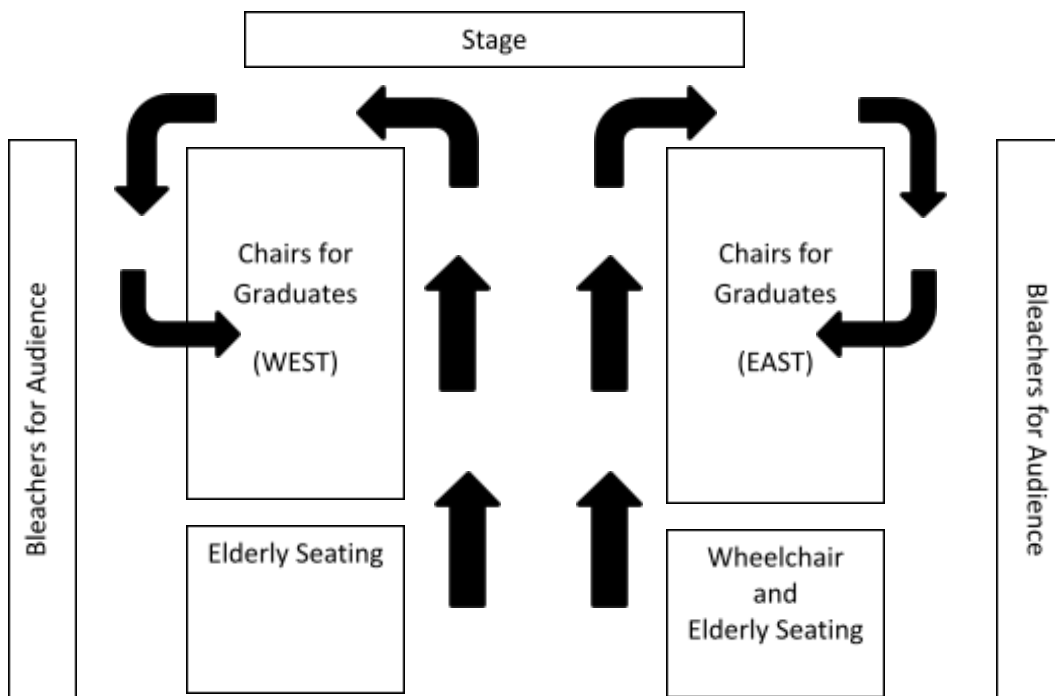 Stage
Bleachers for Audience
Chairs for
Graduates
(WEST)
Chairs for
Graduates
(EAST)
Bleachers for Audience
Elderly Seating
Wheelchair
and
Elderly Seating